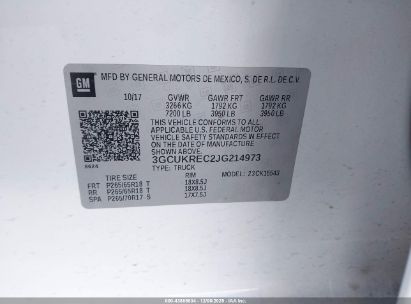 GM
MFD BY GENERAL MOTORS DE MEXICO, S. DE R.L. DE C.V.
10/17 GVWR GAWR FRT GAWR RR
3266 KG 1792 KG 1792 KG
7200 LB 3950 LB 3950 LB
THIS VEHICLE CONFORMS TO ALL
APPLICABLE U.S. FEDERAL MOTOR
VEHICLE SAFETY STANDARDS IN EFFECT
ON THE DATE OF MANUFACTURE
SHOWN ABOVE.
3GCUKREC2JG214973
TYPE: TRUCK
TIRE SIZE RIM MODEL:
FRT P265/65R18 T 18X8.5J
RR P265/65R18 T 18X8.5J
SPA P265/70R17 S 17X7.5J